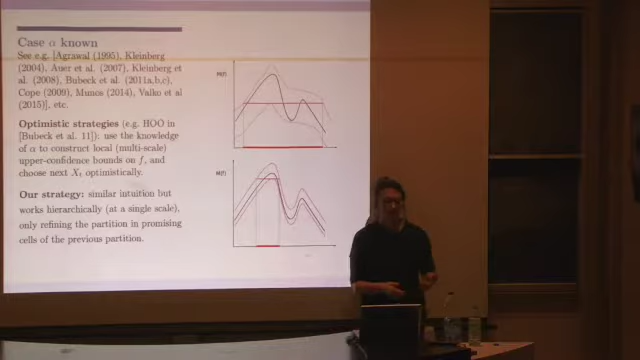 Case α known
See e.g. [Agrawal (1995), Kleinberg
(2004), Auer et al. (2007), Kleinberg et
al. (2008), Bubeck et al. (2011a,b,c),
Cope (2009), Munos (2014), Valko et al
(2015)], etc.
Optimistic strategies (e.g. HOO in
[Bubeck et al. 11]): use the knowledge
of α to construct local (multi-scale)
upper-confidence bounds on f, and
choose next Xt optimistically.
Our strategy: similar intuition but
works hierarchically (at a single scale),
only refining the partition in promising
cells of the previous partition.